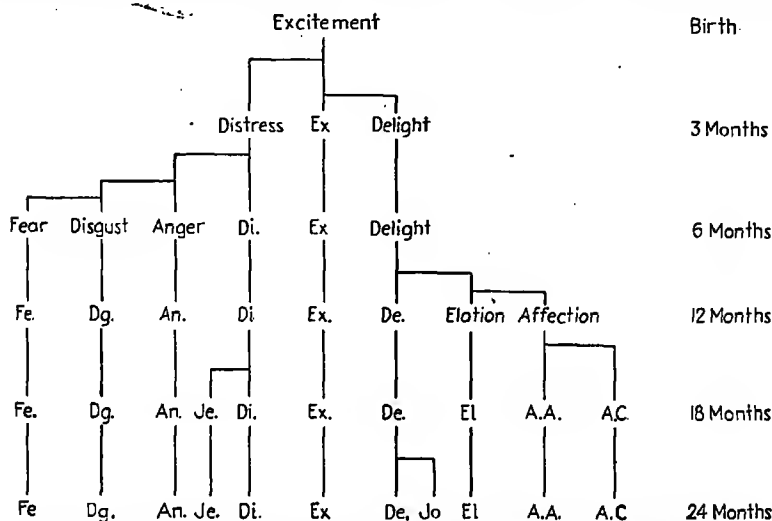 Excitement Birth
Distress Ex Delight 3 Months
Fear Disgust Anger Di. Ex Delight 6 Months
Fe. Dg. An. Di Ex. De. Elation Affection 12 Months
Fe. Dg. An. Je. Di. Ex. De. El A.A. A.C. 18 Months
Fe Dg. An. Je. Di. Ex De, Jo El A.A. A.C 24 Months